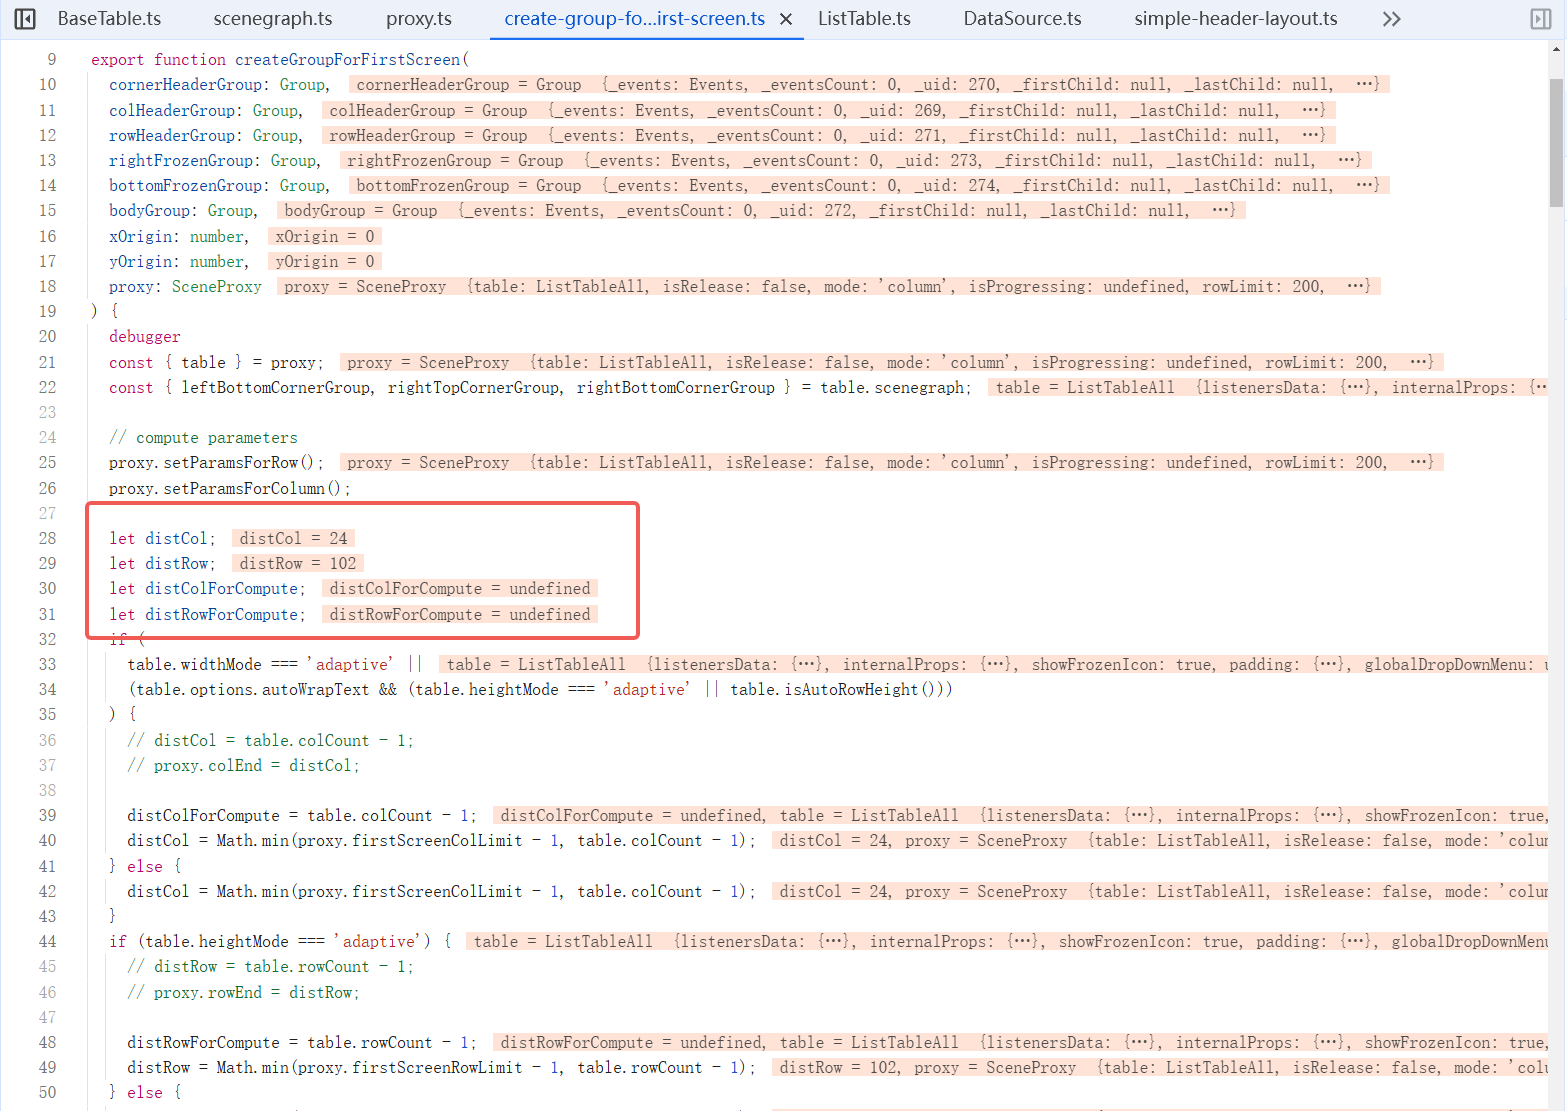 BaseTable.ts scenegraph.ts proxy.ts create-group-fo...irst-screen.ts × ListTable.ts DataSource.ts simple-header-layout.ts »
9 export function createGroupForFirstScreen(
10 cornerHeaderGroup: Group, cornerHeaderGroup = Group {_events: Events, _eventsCount: 0, _uid: 270, _firstChild: null, _lastChild: null, …}
11 colHeaderGroup: Group, colHeaderGroup = Group {_events: Events, _eventsCount: 0, _uid: 269, _firstChild: null, _lastChild: null, …}
12 rowHeaderGroup: Group, rowHeaderGroup = Group {_events: Events, _eventsCount: 0, _uid: 271, _firstChild: null, _lastChild: null, …}
13 rightFrozenGroup: Group, rightFrozenGroup = Group {_events: Events, _eventsCount: 0, _uid: 273, _firstChild: null, _lastChild: null, …}
14 bottomFrozenGroup: Group, bottomFrozenGroup = Group {_events: Events, _eventsCount: 0, _uid: 274, _firstChild: null, _lastChild: null, …}
15 bodyGroup: Group, bodyGroup = Group {_events: Events, _eventsCount: 0, _uid: 272, _firstChild: null, _lastChild: null, …}
16 xOrigin: number, xOrigin = 0
17 yOrigin: number, yOrigin = 0
18 proxy: SceneProxy proxy = SceneProxy {table: ListTableAll, isRelease: false, mode: 'column', isProgressing: undefined, rowLimit: 200, …}
19 ) {
20 debugger
21 const { table } = proxy; proxy = SceneProxy {table: ListTableAll, isRelease: false, mode: 'column', isProgressing: undefined, rowLimit: 200, …}
22 const { leftBottomCornerGroup, rightTopCornerGroup, rightBottomCornerGroup } = table.scenegraph; table = ListTableAll {listenersData: {…}, internalProps: {…
23
24 // compute parameters
25 proxy.setParamsForRow(); proxy = SceneProxy {table: ListTableAll, isRelease: false, mode: 'column', isProgressing: undefined, rowLimit: 200, …}
26 proxy.setParamsForColumn();
27
28 let distCol; distCol = 24
29 let distRow; distRow = 102
30 let distColForCompute; distColForCompute = undefined
31 let distRowForCompute; distRowForCompute = undefined
32 if (
33 table.widthMode === 'adaptive' || table = ListTableAll {listenersData: {…}, internalProps: {…}, showFrozenIcon: true, padding: {…}, globalDropDownMenu: u
34 (table.options.autoWrapText && (table.heightMode === 'adaptive' || table.isAutoRowHeight()))
35 ) {
36 // distCol = table.colCount - 1;
37 // proxy.colEnd = distCol;
38
39 distColForCompute = table.colCount - 1; distColForCompute = undefined, table = ListTableAll {listenersData: {…}, internalProps: {…}, showFrozenIcon: true,
40 distCol = Math.min(proxy.firstScreenColLimit - 1, table.colCount - 1); distCol = 24, proxy = SceneProxy {table: ListTableAll, isRelease: false, mode: 'colum
41 } else {
42 distCol = Math.min(proxy.firstScreenColLimit - 1, table.colCount - 1); distCol = 24, proxy = SceneProxy {table: ListTableAll, isRelease: false, mode: 'colum
43 }
44 if (table.heightMode === 'adaptive') { table = ListTableAll {listenersData: {…}, internalProps: {…}, showFrozenIcon: true, padding: {…}, globalDropDownMenu
45 // distRow = table.rowCount - 1;
46 // proxy.rowEnd = distRow;
47
48 distRowForCompute = table.rowCount - 1; distRowForCompute = undefined, table = ListTableAll {listenersData: {…}, internalProps: {…}, showFrozenIcon: true,
49 distRow = Math.min(proxy.firstScreenRowLimit - 1, table.rowCount - 1); distRow = 102, proxy = SceneProxy {table: ListTableAll, isRelease: false, mode: 'colu
50 } else {